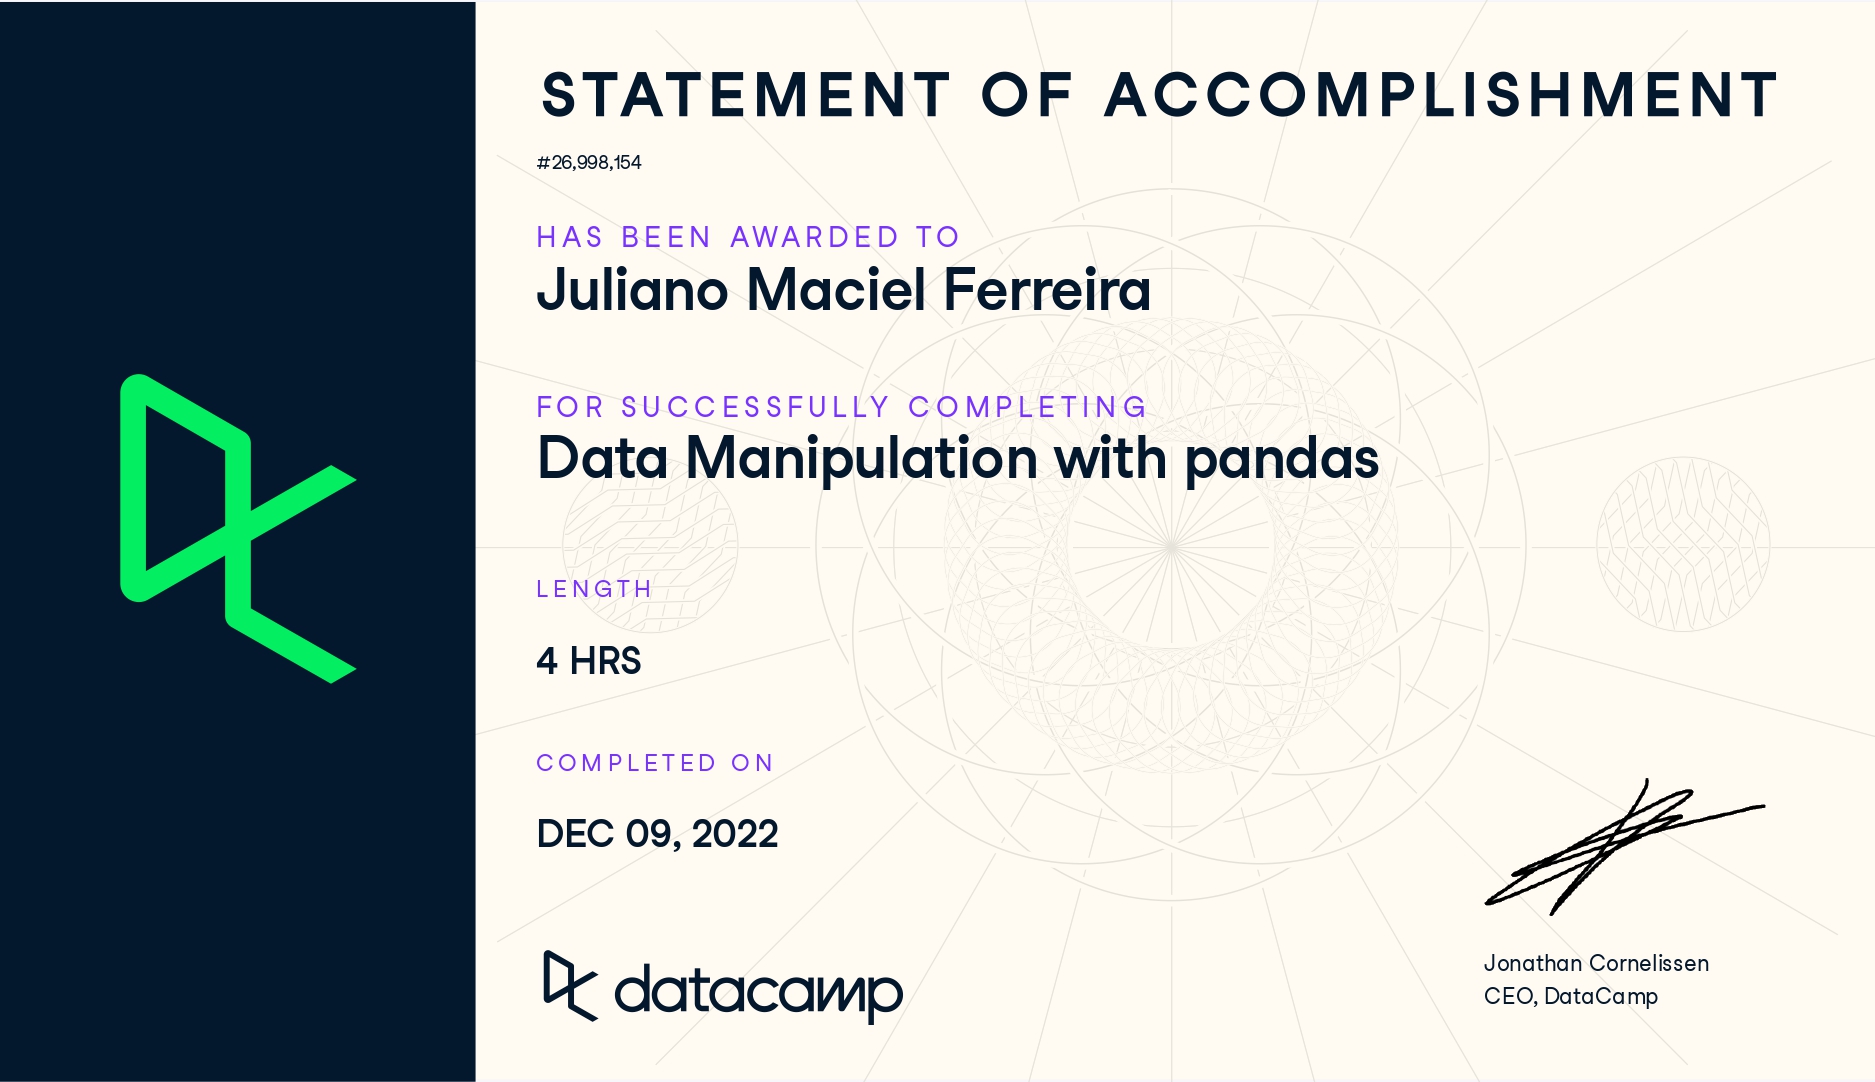 STATEMENT OF ACCOMPLISHMENT
#26,998,154
HAS BEEN AWARDED TO
Juliano Maciel Ferreira
FOR SUCCESSFULLY COMPLETING
Data Manipulation with pandas
LENGTH
4 HRS
COMPLETED ON
DEC 09, 2022
datacamp
Jonathan Cornelissen
CEO, DataCamp